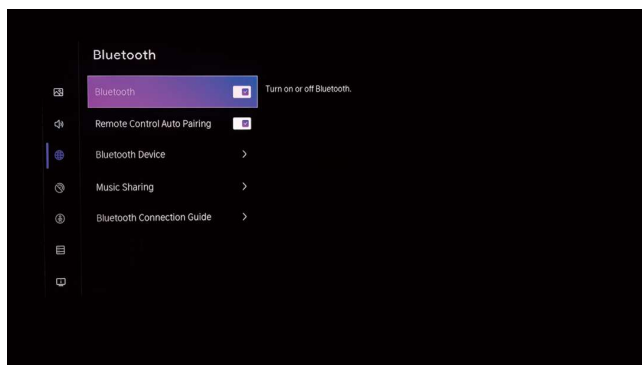 Bluetooth
Bluetooth
Turn on or off Bluetooth.
Remote Control Auto Pairing
Bluetooth Device
Music Sharing
Bluetooth Connection Guide